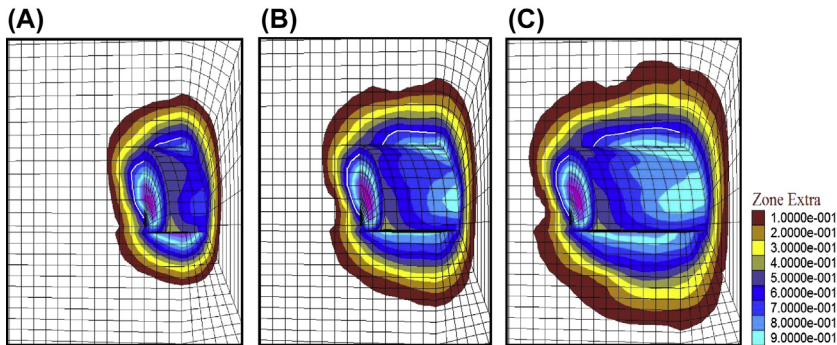 (A) (B) (C)
Zone Extra
1.0000e-001
2.0000e-001
3.0000e-001
4.0000e-001
5.0000e-001
6.0000e-001
7.0000e-001
8.0000e-001
9.0000e-001